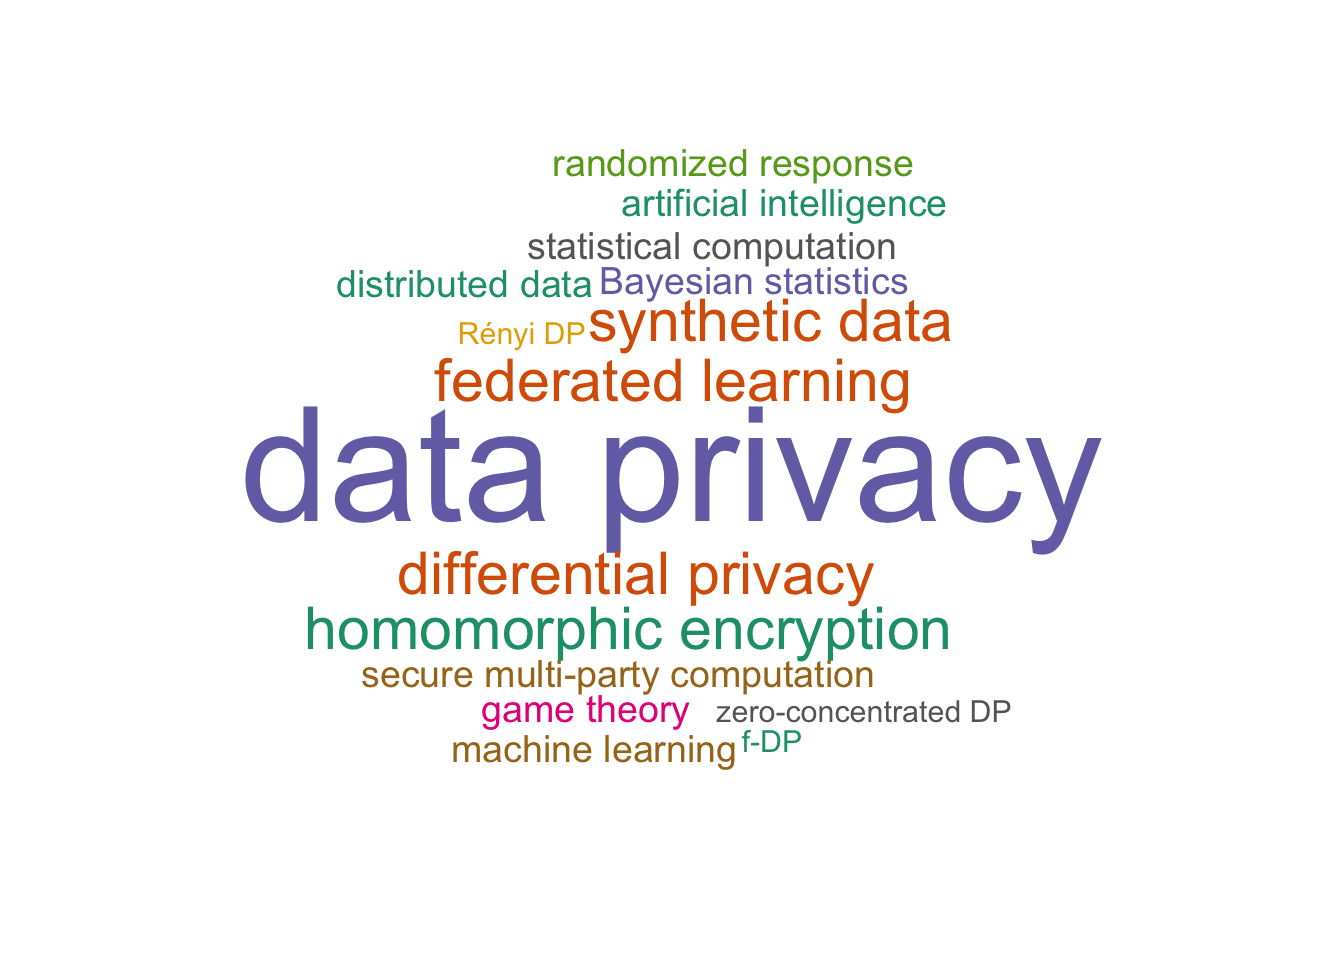 randomized response
artificial intelligence
statistical computation
distributed data Bayesian statistics
Rényi DP synthetic data
federated learning
data privacy
differential privacy
homomorphic encryption
secure multi-party computation
game theory zero-concentrated DP
machine learning f-DP